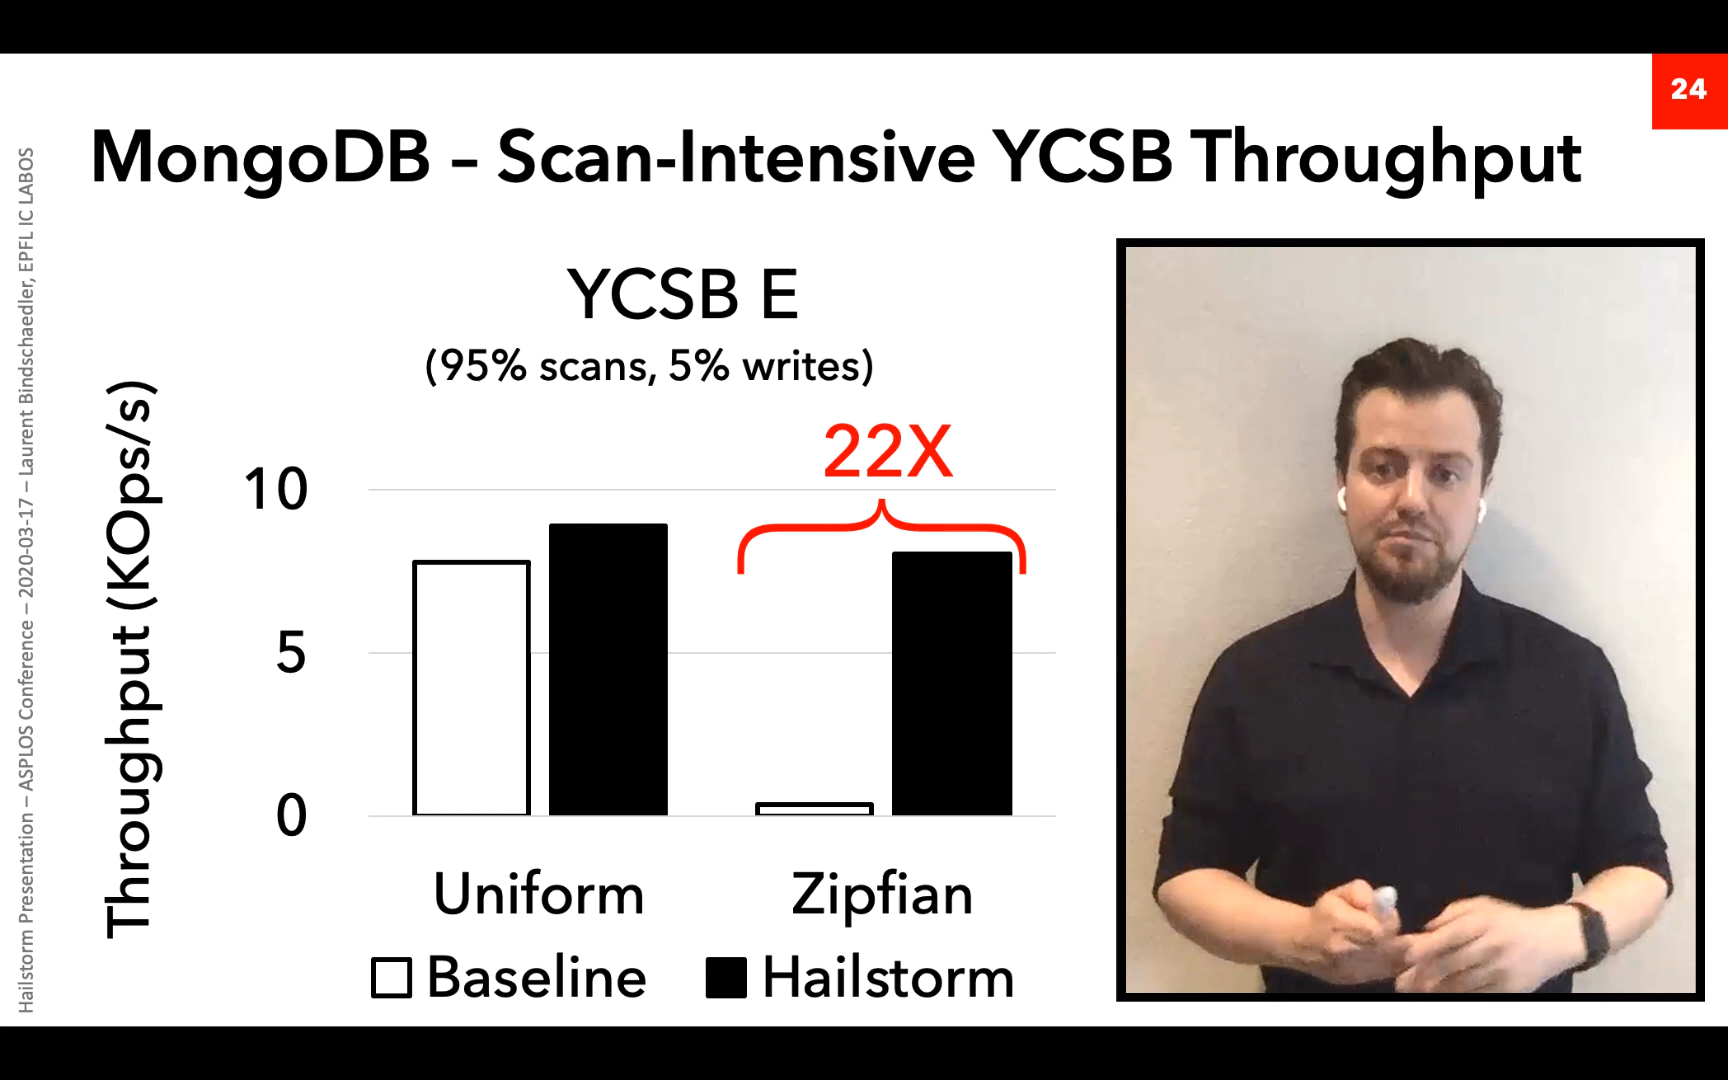 24
MongoDB – Scan-Intensive YCSB Throughput
Hailstorm Presentation – ASPLOS Conference – 2020-03-17 – Laurent Bindschaedler, EPFL IC LABOS
YCSB E
(95% scans, 5% writes)
Throughput (KOps/s)
22X
10
5
0
Uniform Zipfian
Baseline Hailstorm